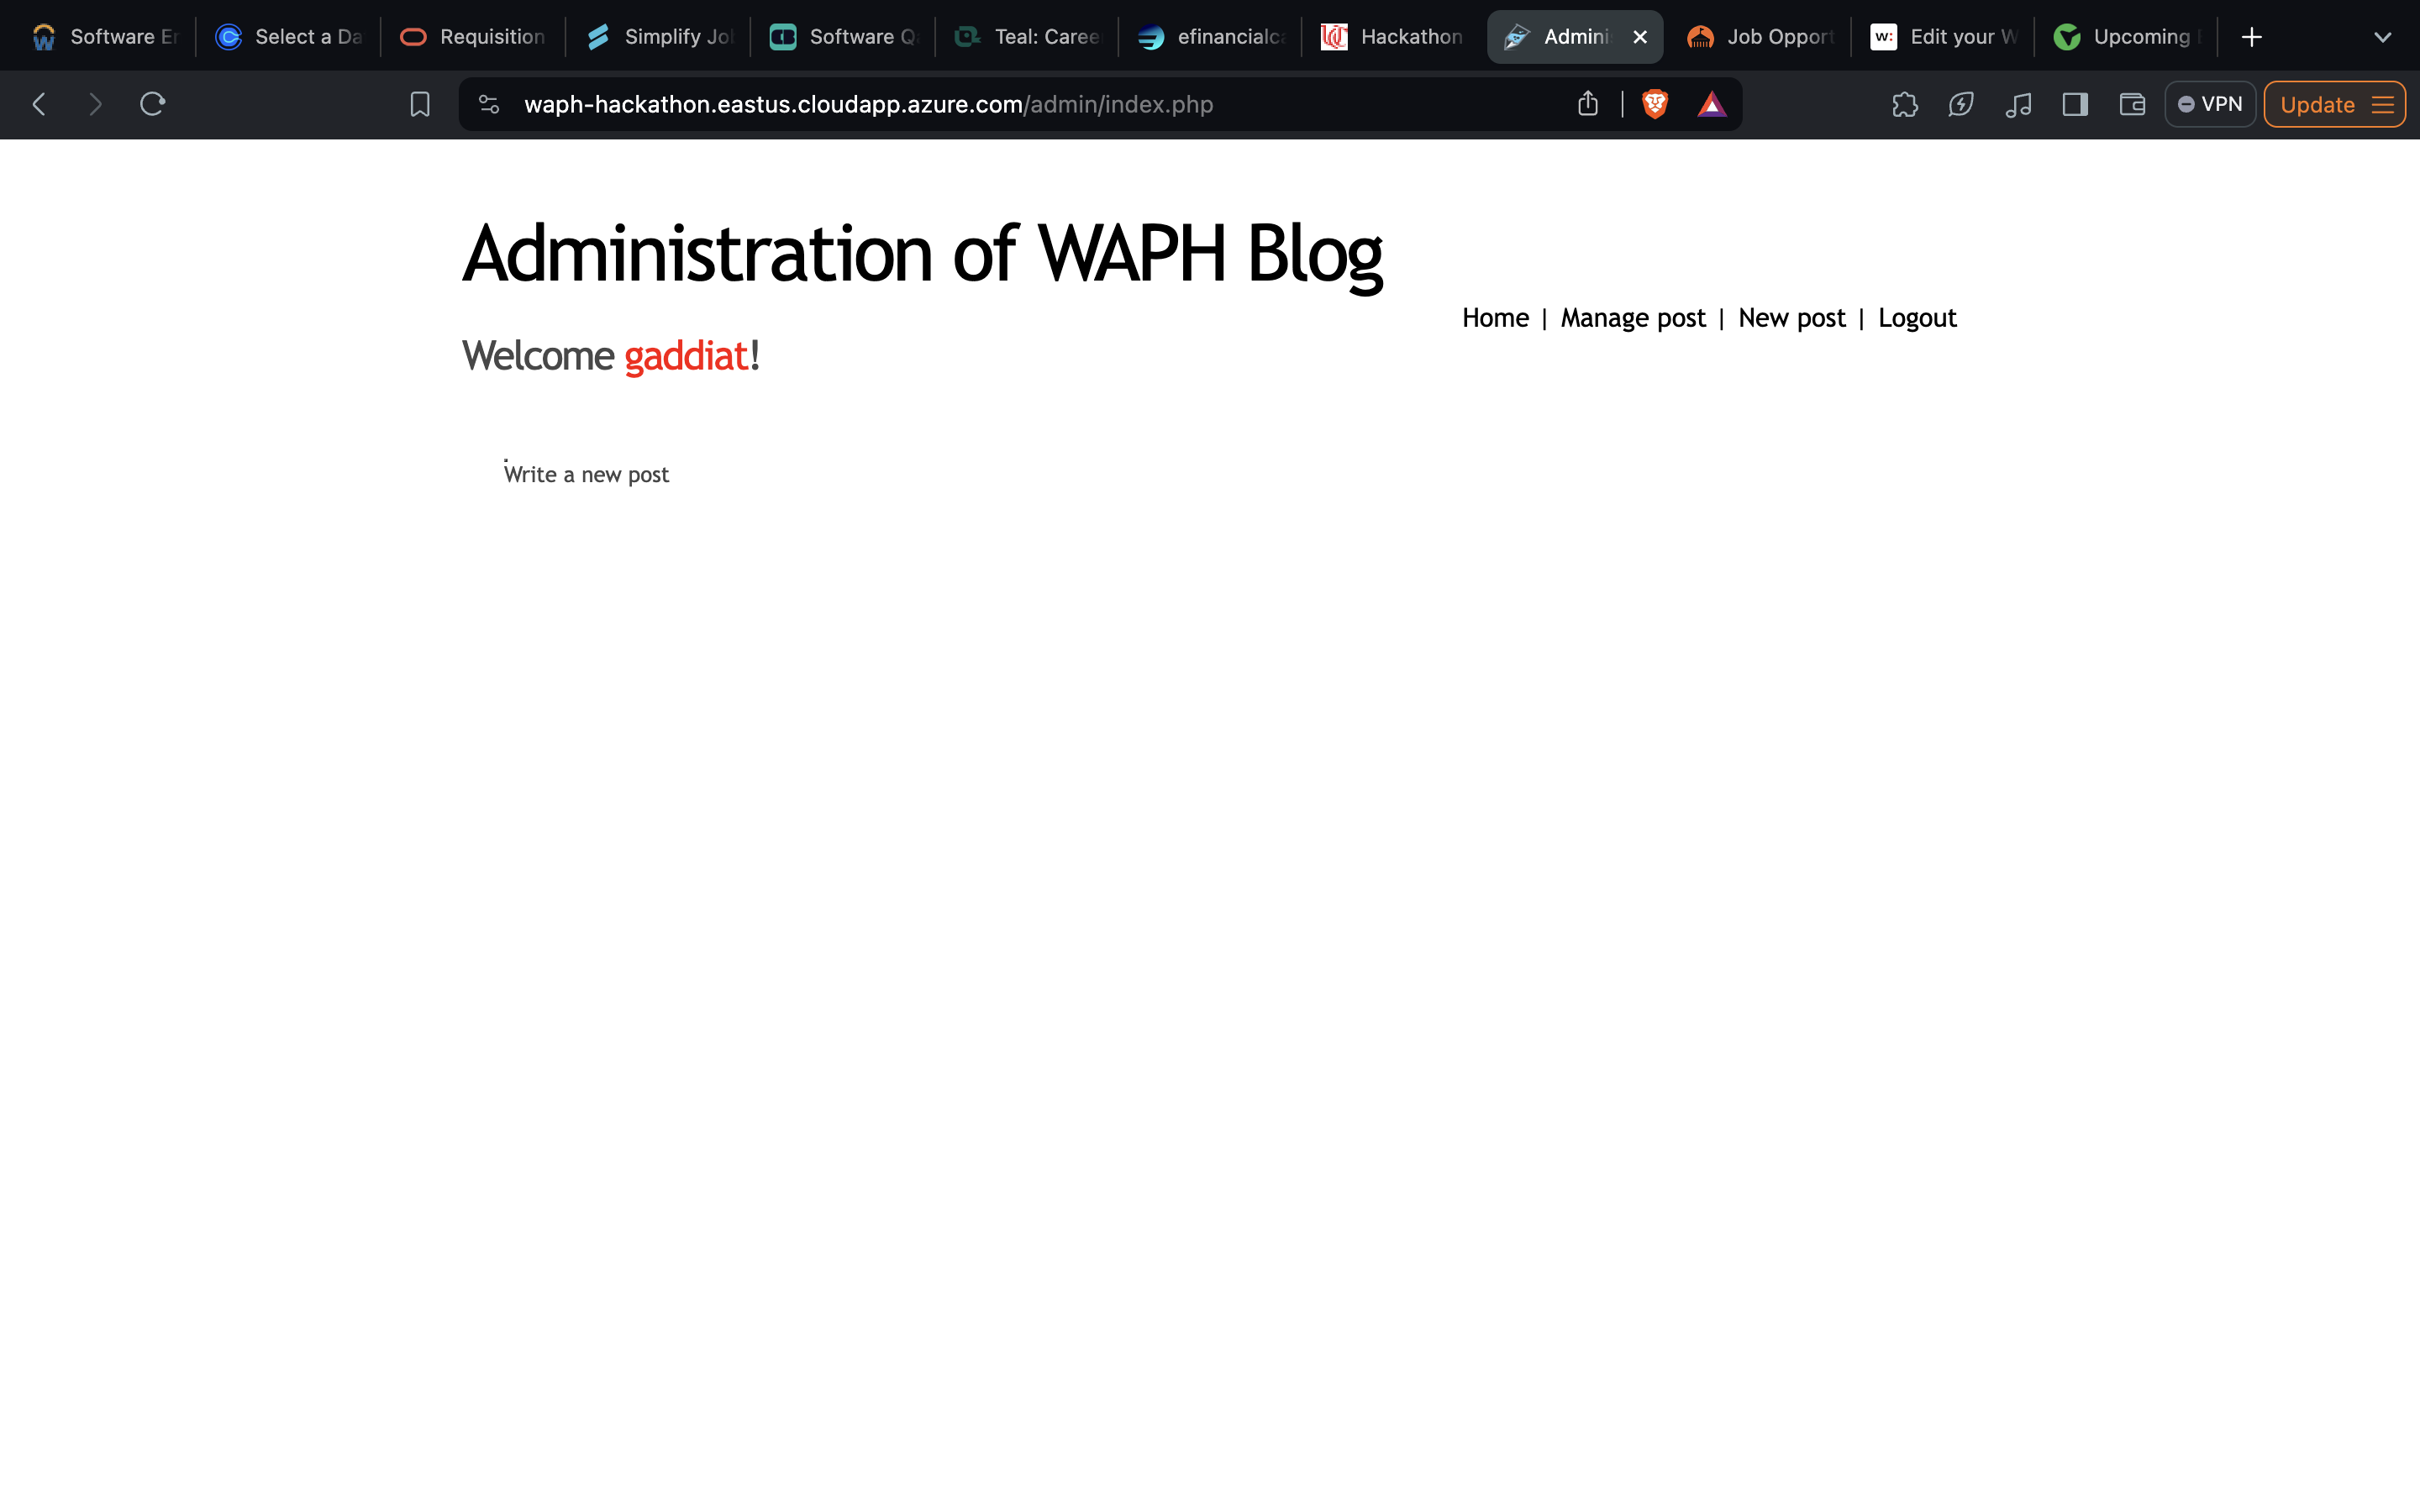 Software Er
Select a Da
Requisition
Simplify Jol
Software Q
Teal: Caree
efinancialca
Hackathon
Admini
Job Opport
w:
Edit your W
Upcoming
waph-hackathon.eastus.cloudapp.azure.com/admin/index.php
VPN
Update
Administration of WAPH Blog
Home | Manage post | New post | Logout
Welcome gaddiat!
Write a new post